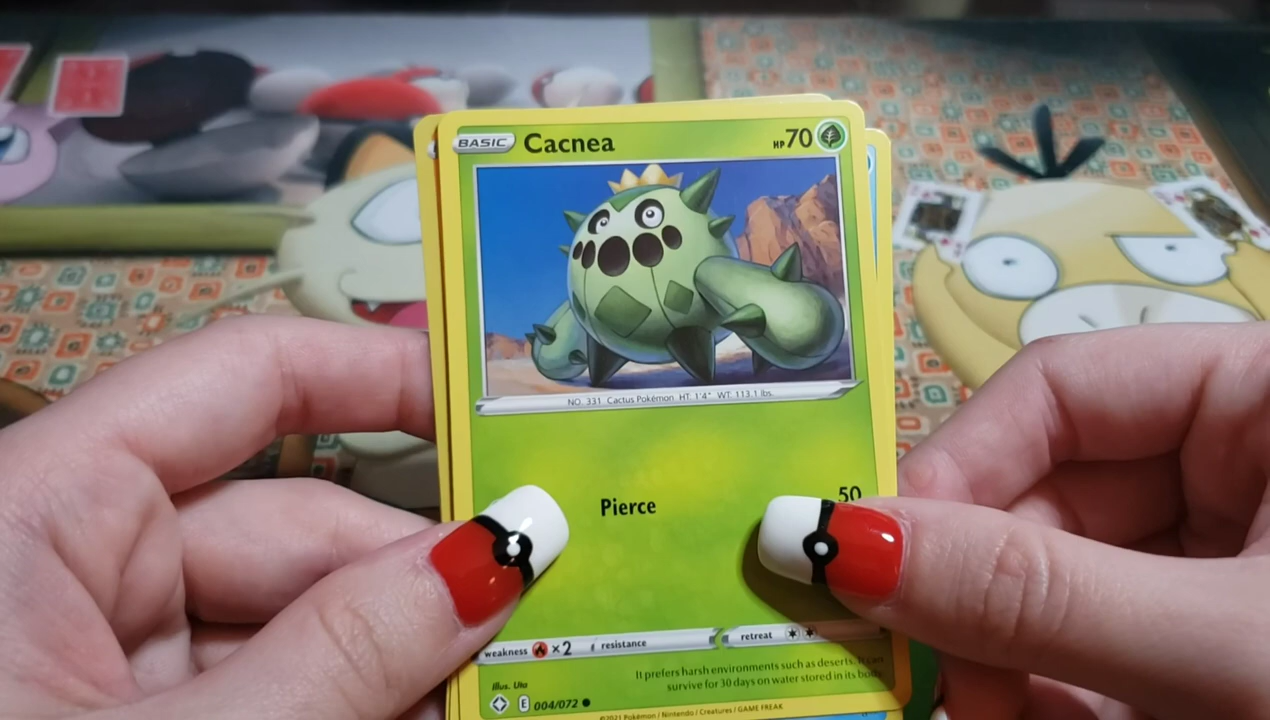 BASIC Cacnea HP 70
NO. 331 Cactus Pokémon HT: 1'4" WT: 113.1 lbs.
Pierce 50
weakness ×2 resistance retreat
It prefers harsh environments such as deserts. It can
survive for 30 days on water stored in its body.
Illus. Uta
E 004/072
©2021 Pokémon / Nintendo / Creatures / GAME FREAK